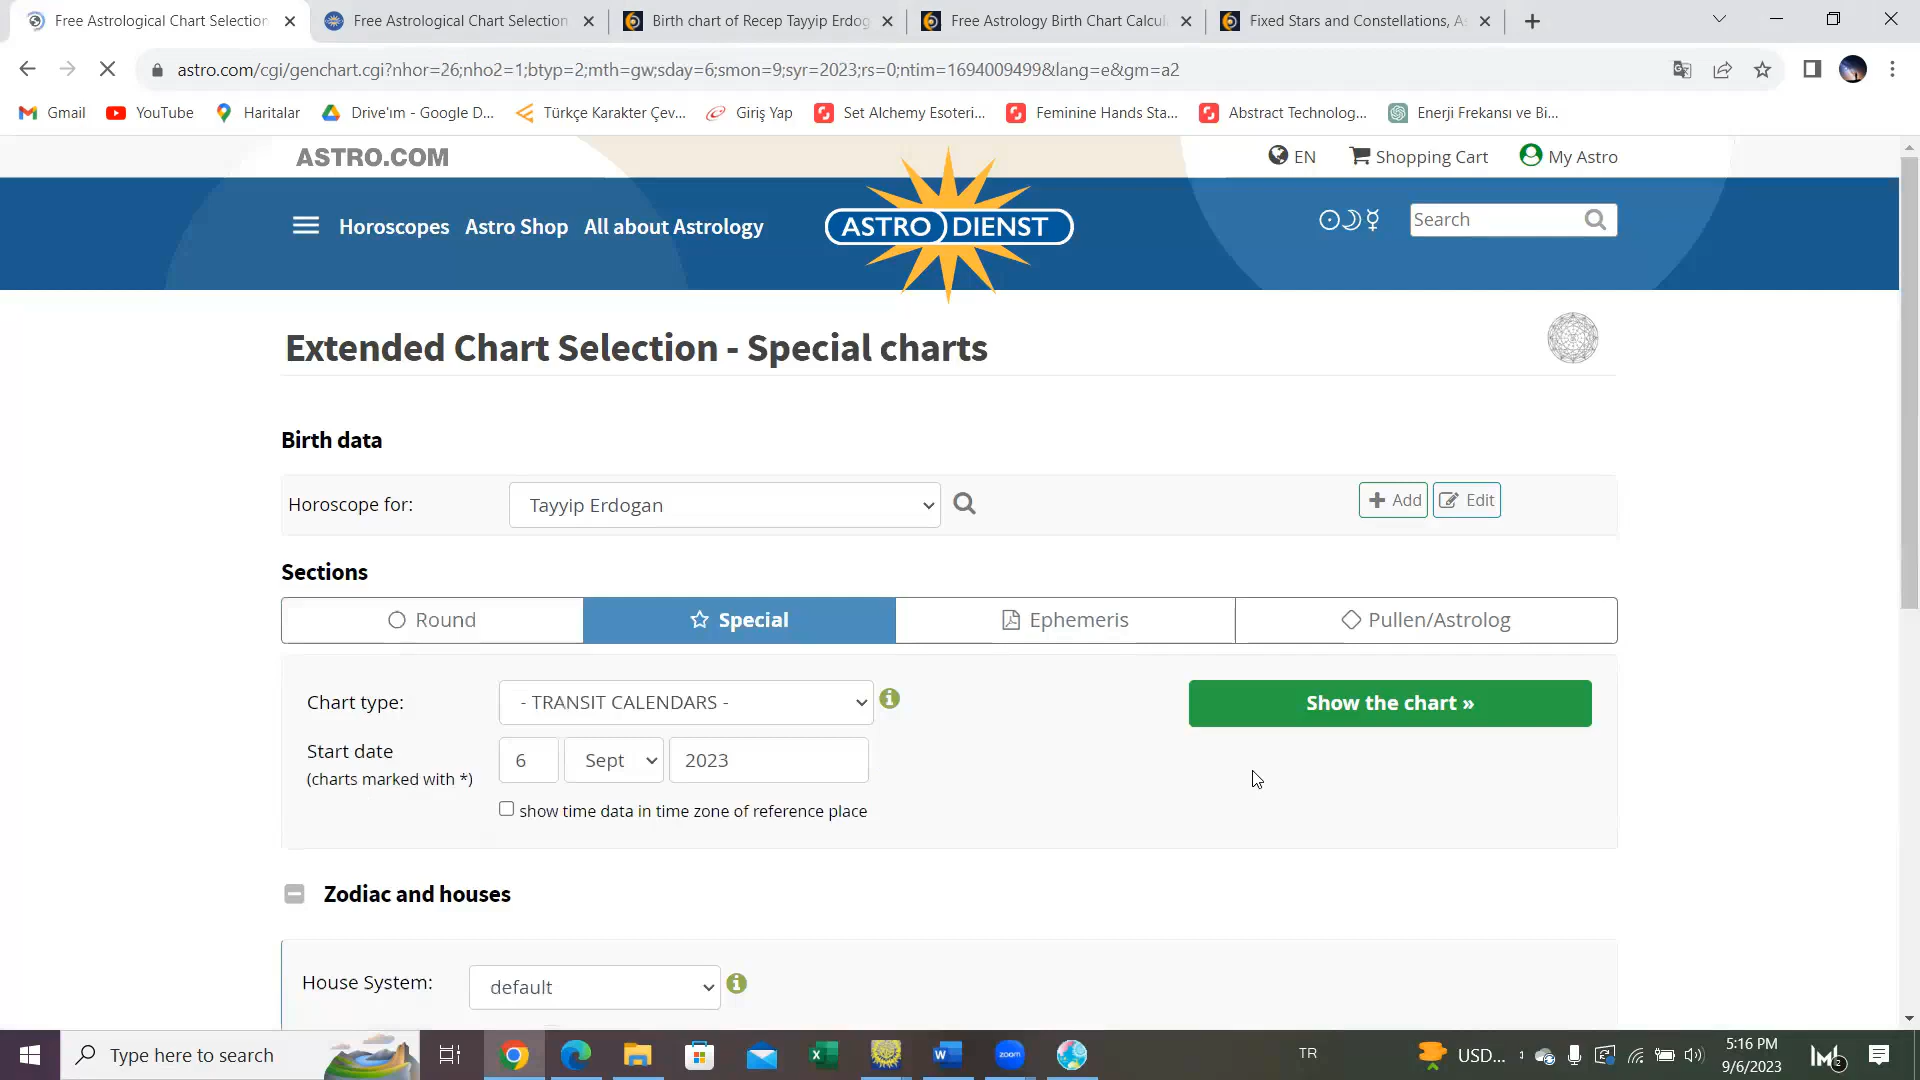 Free Astrological Chart Selection
Free Astrological Chart Selection
Birth chart of Recep Tayyip Erdog
Free Astrology Birth Chart Calcul
Fixed Stars and Constellations, As
astro.com/cgi/genchart.cgi?nhor=26;nho2=1;btyp=2;mth=gw;sday=6;smon=9;syr=2023;rs=0;ntim=1694009499&lang=e&gm=a2
Gmail
YouTube
Haritalar
Drive'ım - Google D...
Türkçe Karakter Çev...
Giriş Yap
Set Alchemy Esoteri...
Feminine Hands Sta...
Abstract Technolog...
Enerji Frekansı ve Bi...
ASTRO.COM
EN
Shopping Cart
My Astro
Horoscopes
Astro Shop
All about Astrology
ASTRO DIENST
Search
Extended Chart Selection - Special charts
Birth data
Horoscope for:
Tayyip Erdogan
Add
Edit
Sections
Round
Special
Ephemeris
Pullen/Astrolog
Chart type:
- TRANSIT CALENDARS -
Show the chart »
Start date
(charts marked with *)
6
Sept
2023
show time data in time zone of reference place
Zodiac and houses
House System:
default
Type here to search
zoom
TR
USD...
5:16 PM
9/6/2023
2